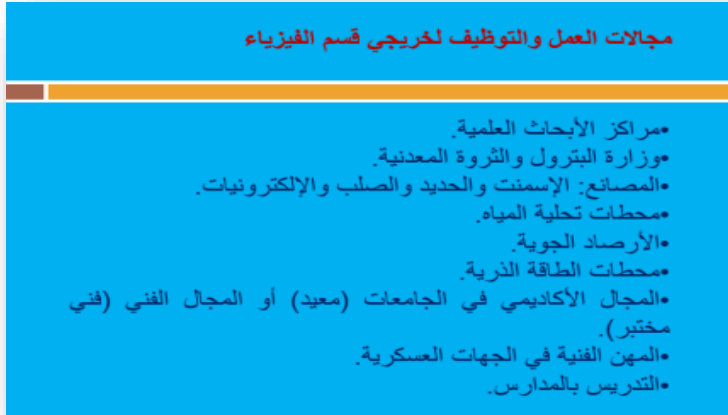 مجالات العمل والتوظيف لخريجي قسم الفيزياء
•مراكز الأبحاث العلمية.
•وزارة البترول والثروة المعدنية.
•المصانع: الإسمنت والحديد والصلب والإلكترونيات.
•محطات تحلية المياه.
•الأرصاد الجوية.
•محطات الطاقة الذرية.
•المجال الأكاديمي في الجامعات (معيد) أو المجال الفني (فني
مختبر).
•المهن الفنية في الجهات العسكرية.
•التدريس بالمدارس.